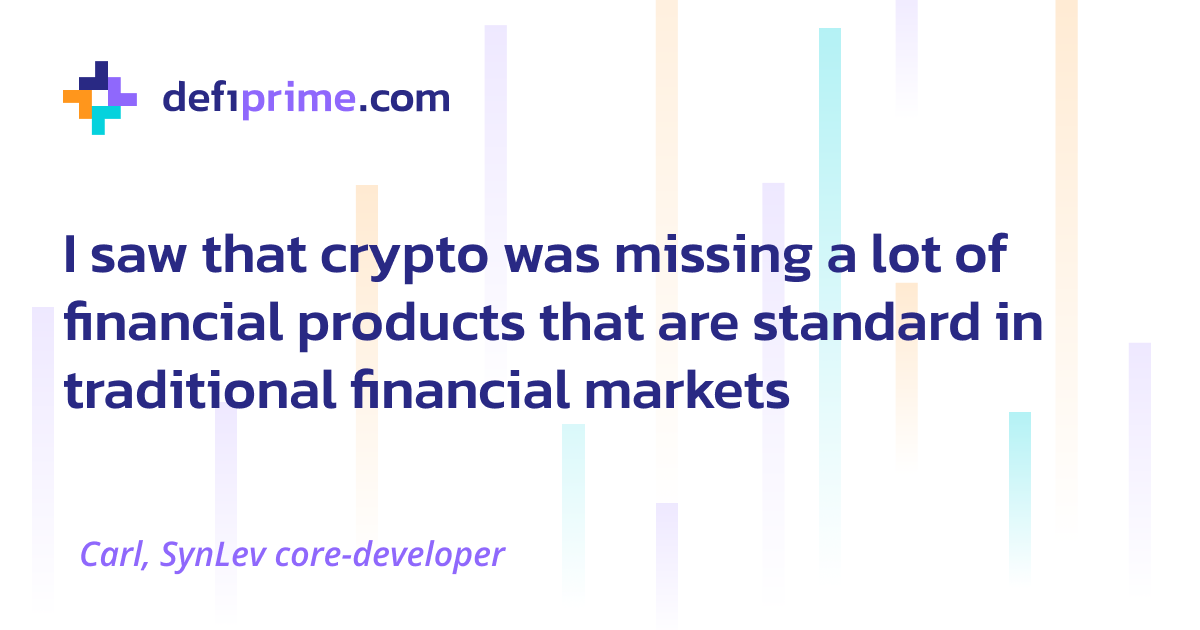 defiprime.com
I saw that crypto was missing a lot of
financial products that are standard in
traditional financial markets
Carl, SynLev core-developer